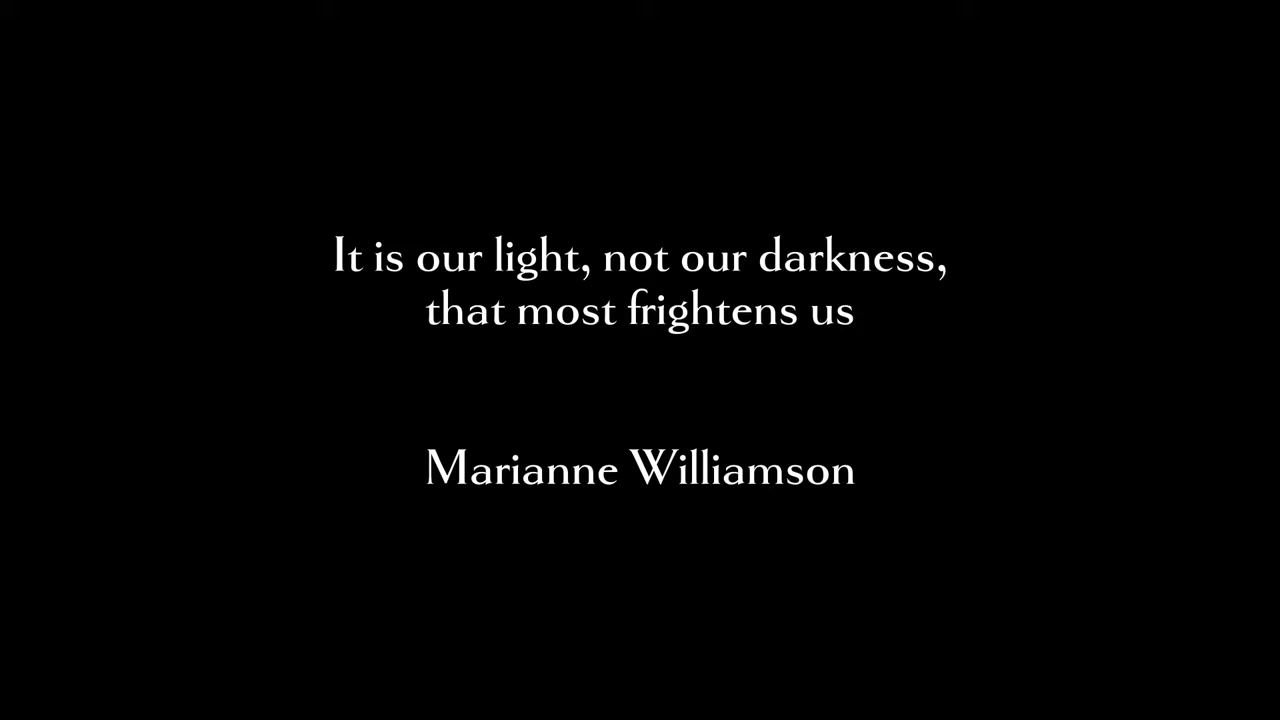 It is our light, not our darkness,
that most frightens us
Marianne Williamson